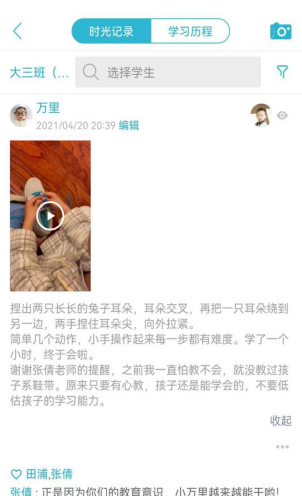 时光记录 学习历程
大三班（... 选择学生
万里
2021/04/20 20:39 编辑
捏出两只长长的兔子耳朵，耳朵交叉，再把一只耳朵绕到
另一边，两手捏住耳朵尖，向外拉紧。
简单几个动作，小手操作起来每一步都有难度。学了一个
小时，终于会啦。
谢谢张倩老师的提醒，之前我一直怕教不会，就没教过孩
子系鞋带。原来只要有心教，孩子还是能学会的，不要低
估孩子的学习能力。
收起
田浦,张倩
张倩：正是因为你们的教育意识，小万里越来越能干哟！